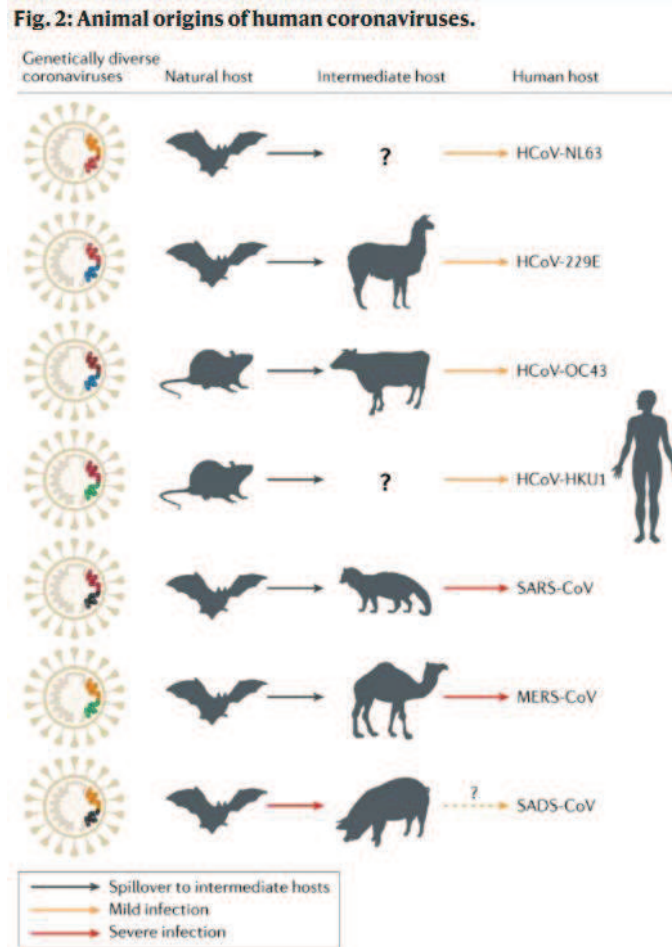 Fig. 2: Animal origins of human coronaviruses.
Genetically diverse
coronaviruses Natural host Intermediate host Human host
? HCoV-NL63
HCoV-229E
HCoV-OC43
? HCoV-HKU1
SARS-CoV
MERS-CoV
?
SADS-CoV
Spillover to intermediate hosts
Mild infection
Severe infection